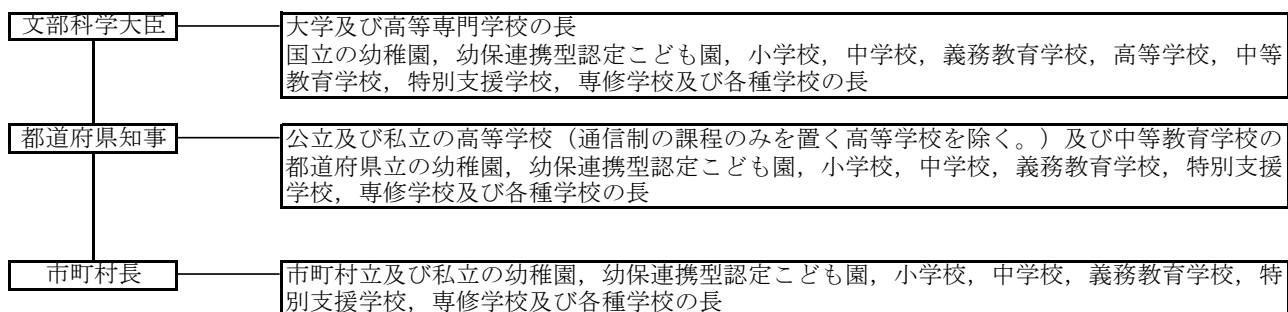 文部科学大臣
大学及び高等専門学校の長
国立の幼稚園，幼保連携型認定こども園，小学校，中学校，義務教育学校，高等学校，中等
教育学校，特別支援学校，専修学校及び各種学校の長
都道府県知事
公立及び私立の高等学校（通信制の課程のみを置く高等学校を除く。）及び中等教育学校の
都道府県立の幼稚園，幼保連携型認定こども園，小学校，中学校，義務教育学校，特別支援
学校，専修学校及び各種学校の長
市町村長
市町村立及び私立の幼稚園，幼保連携型認定こども園，小学校，中学校，義務教育学校，特
別支援学校，専修学校及び各種学校の長